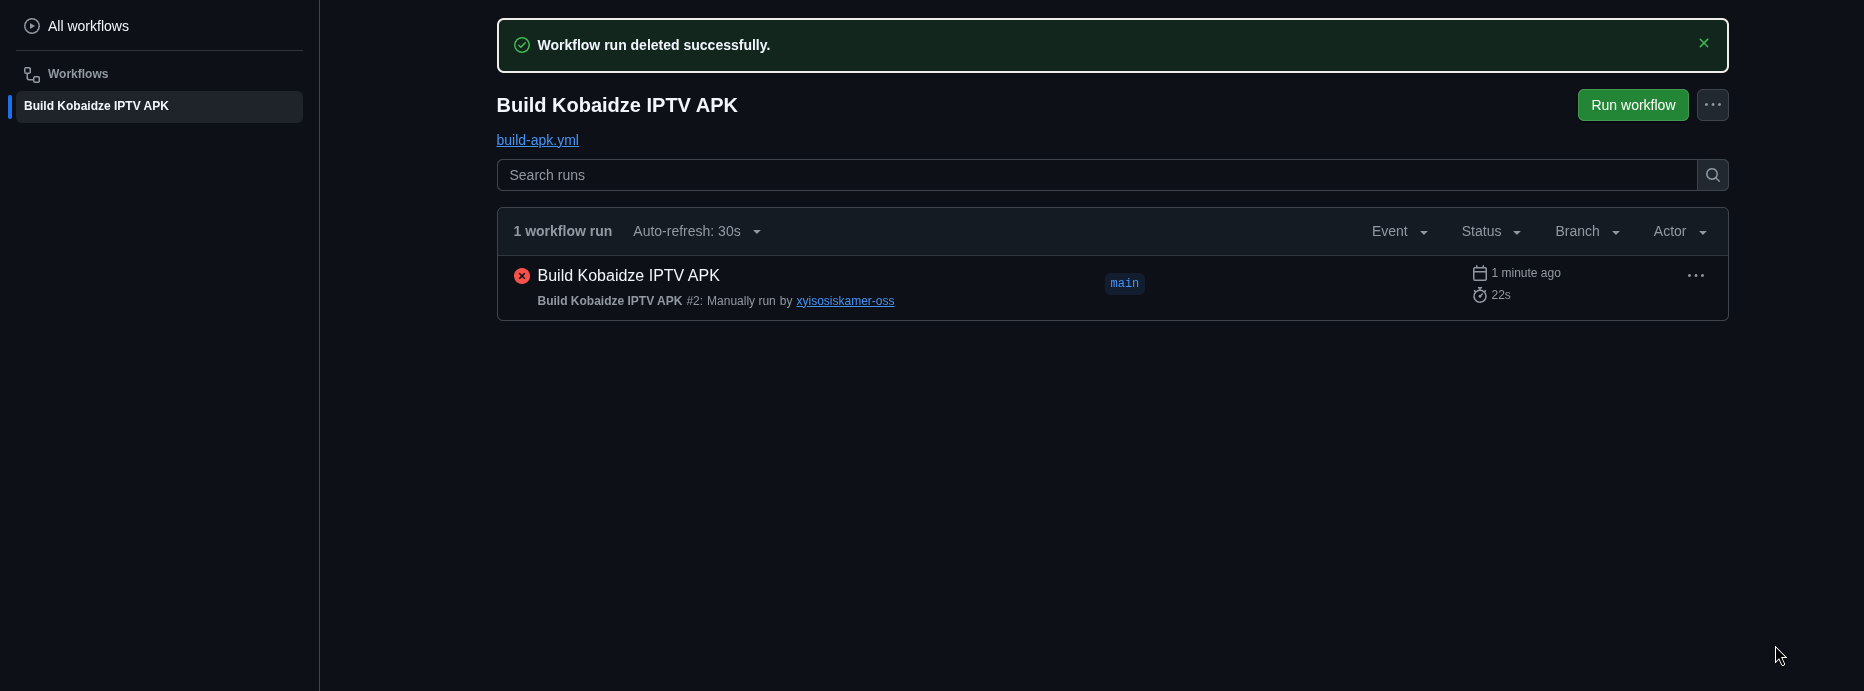 All workflows
Workflows
Build Kobaidze IPTV APK
Workflow run deleted successfully.
Build Kobaidze IPTV APK
Run workflow
build-apk.yml
Search runs
1 workflow run
Auto-refresh: 30s
Event
Status
Branch
Actor
Build Kobaidze IPTV APK
Build Kobaidze IPTV APK #2: Manually run by xyisosiskamer-oss
main
1 minute ago
22s